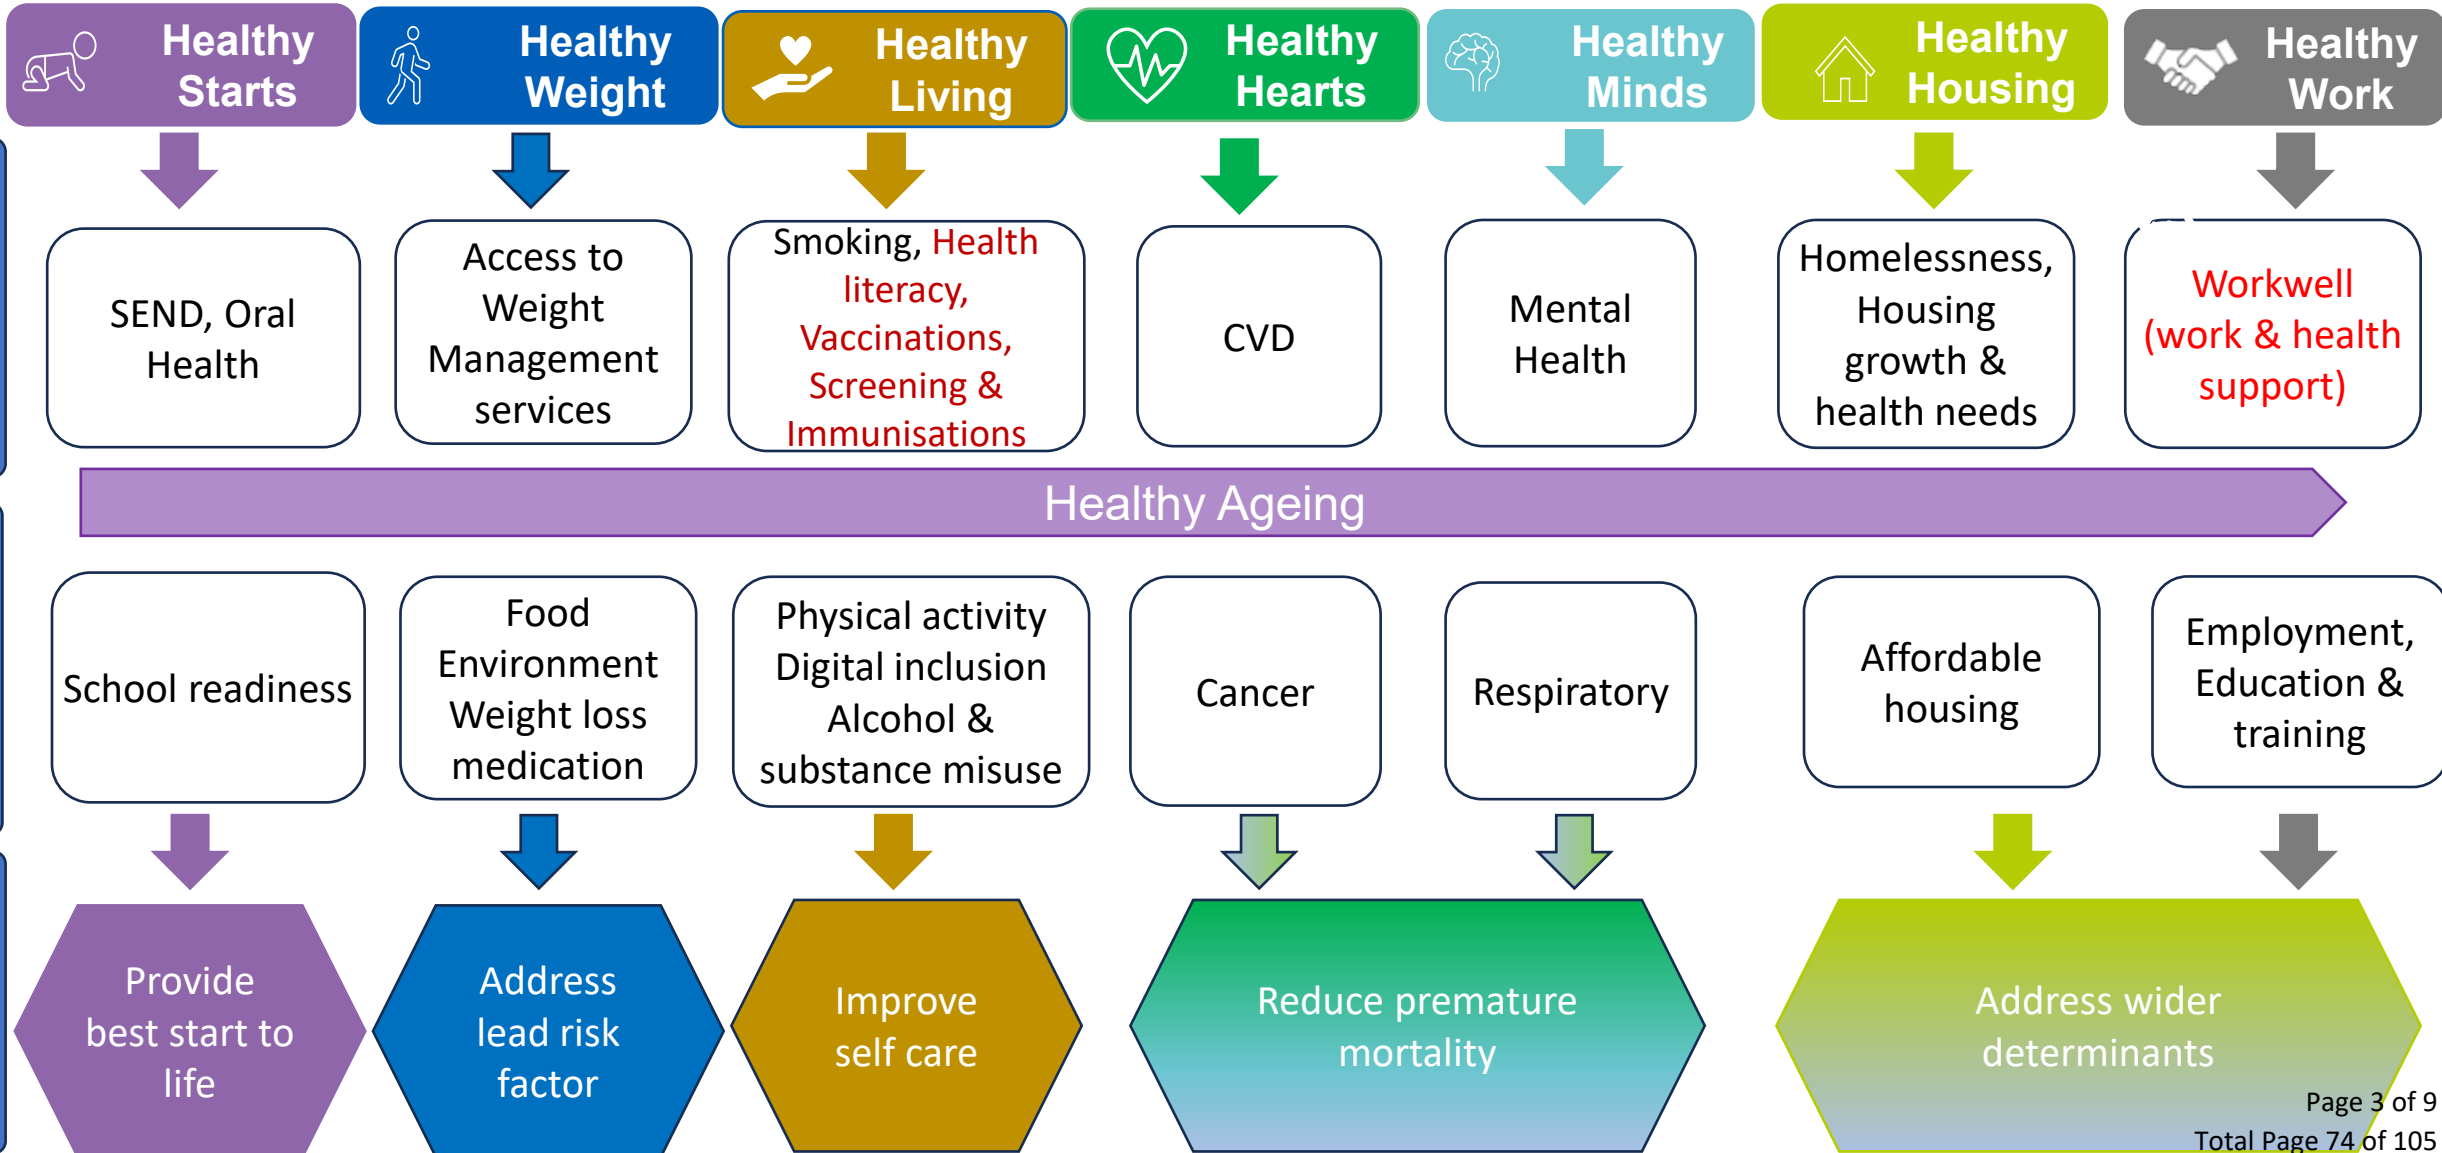 Healthy
Starts
Healthy
Weight
Healthy
Living
Healthy
Hearts
Healthy
Minds
Healthy
Housing
Healthy
Work
SEND, Oral
Health
Access to
Weight
Management
services
Smoking, Health
literacy,
Vaccinations,
Screening &
Immunisations
CVD
Mental
Health
Homelessness,
Housing
growth &
health needs
Workwell
(work & health
support)
Healthy Ageing
School readiness
Food
Environment
Weight loss
medication
Physical activity
Digital inclusion
Alcohol &
substance misuse
Cancer
Respiratory
Affordable
housing
Employment,
Education &
training
Provide
best start to
life
Address
lead risk
factor
Improve
self care
Reduce premature
mortality
Address wider
determinants
Page 3 of 9
Total Page 74 of 105